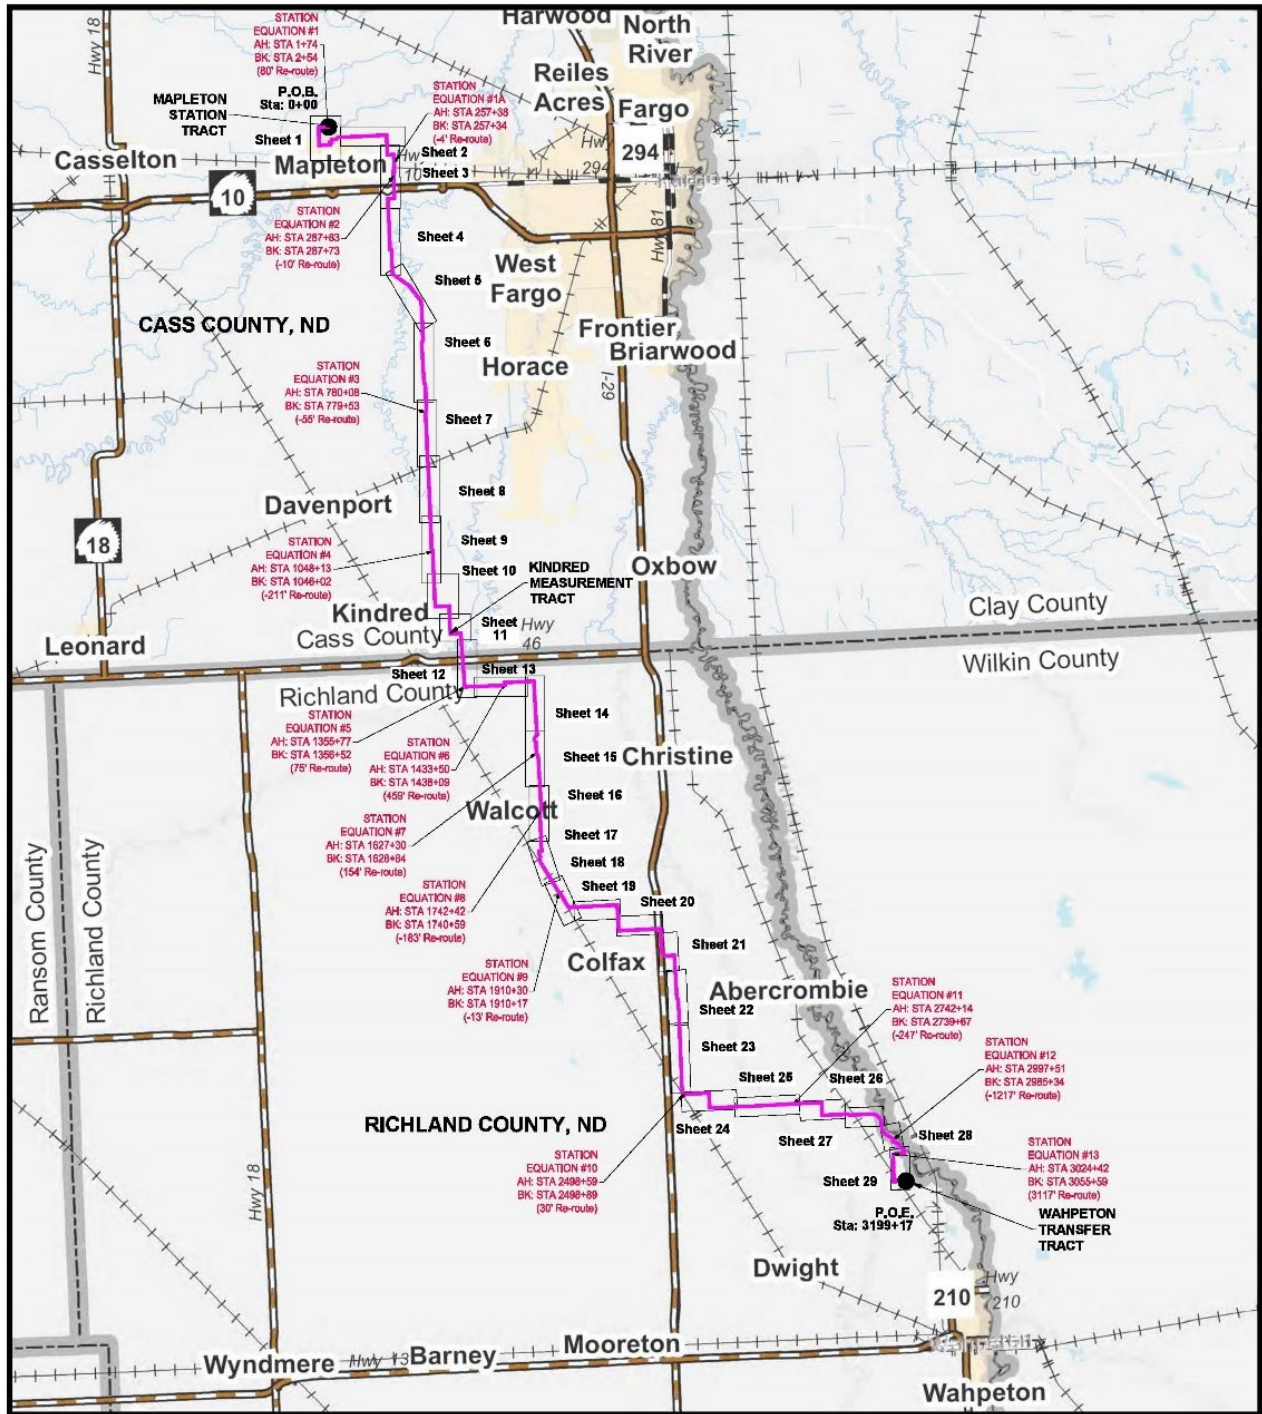 Harwood
North
River
Hwy 18
STATION
EQUATION #1
AH: STA 1+74
BK: STA 2+54
(80' Re-route)
Reiles
Acres
Fargo
P.O.B.
Sta: 0+00
MAPLETON
STATION
TRACT
STATION
EQUATION #1A
AH: STA 257+38
BK: STA 257+34
(-4' Re-route)
Sheet 1
Casselton
Mapleton
Hwy
10
Sheet 2
Sheet 3
Hwy
294
294
10
STATION
EQUATION #2
AH: STA 287+83
BK: STA 287+73
(-10' Re-route)
Hwy 81
Sheet 4
West
Fargo
Sheet 5
CASS COUNTY, ND
Frontier
Briarwood
Sheet 6
Horace
I-29
STATION
EQUATION #3
AH: STA 780+08
BK: STA 779+53
(-55' Re-route)
Sheet 7
Sheet 8
Davenport
18
STATION
EQUATION #4
AH: STA 1048+13
BK: STA 1046+02
(-211' Re-route)
Sheet 9
Sheet 10
KINDRED
MEASUREMENT
TRACT
Oxbow
Kindred
Cass County
Sheet
11
Hwy
46
Clay County
Leonard
Wilkin County
Sheet 12
Sheet 13
Richland County
STATION
EQUATION #5
AH: STA 1355+77
BK: STA 1356+52
(75' Re-route)
Sheet 14
STATION
EQUATION #6
AH: STA 1433+50
BK: STA 1438+09
(459' Re-route)
Sheet 15
Christine
Sheet 16
Walcott
STATION
EQUATION #7
AH: STA 1627+30
BK: STA 1628+84
(154' Re-route)
Sheet 17
Sheet 18
Ransom County
Richland County
STATION
EQUATION #8
AH: STA 1742+42
BK: STA 1740+59
(-183' Re-route)
Sheet 19
Sheet 20
Sheet 21
Colfax
STATION
EQUATION #9
AH: STA 1910+30
BK: STA 1910+17
(-13' Re-route)
Abercrombie
STATION
EQUATION #11
AH: STA 2742+14
BK: STA 2739+67
(-247' Re-route)
Sheet 22
Sheet 23
STATION
EQUATION #12
AH: STA 2997+51
BK: STA 2985+34
(-1217' Re-route)
Sheet 25
Sheet 26
RICHLAND COUNTY, ND
Sheet 24
Sheet 27
Sheet 28
STATION
EQUATION #10
AH: STA 2498+59
BK: STA 2498+89
(30' Re-route)
STATION
EQUATION #13
AH: STA 3024+42
BK: STA 3055+59
(3117' Re-route)
Sheet 29
Hwy 18
P.O.E.
Sta: 3199+17
WAHPETON
TRANSFER
TRACT
Dwight
Hwy
210
210
Mooreton
Wyndmere
Hwy 13
Barney
Wahpeton
Wahpeton